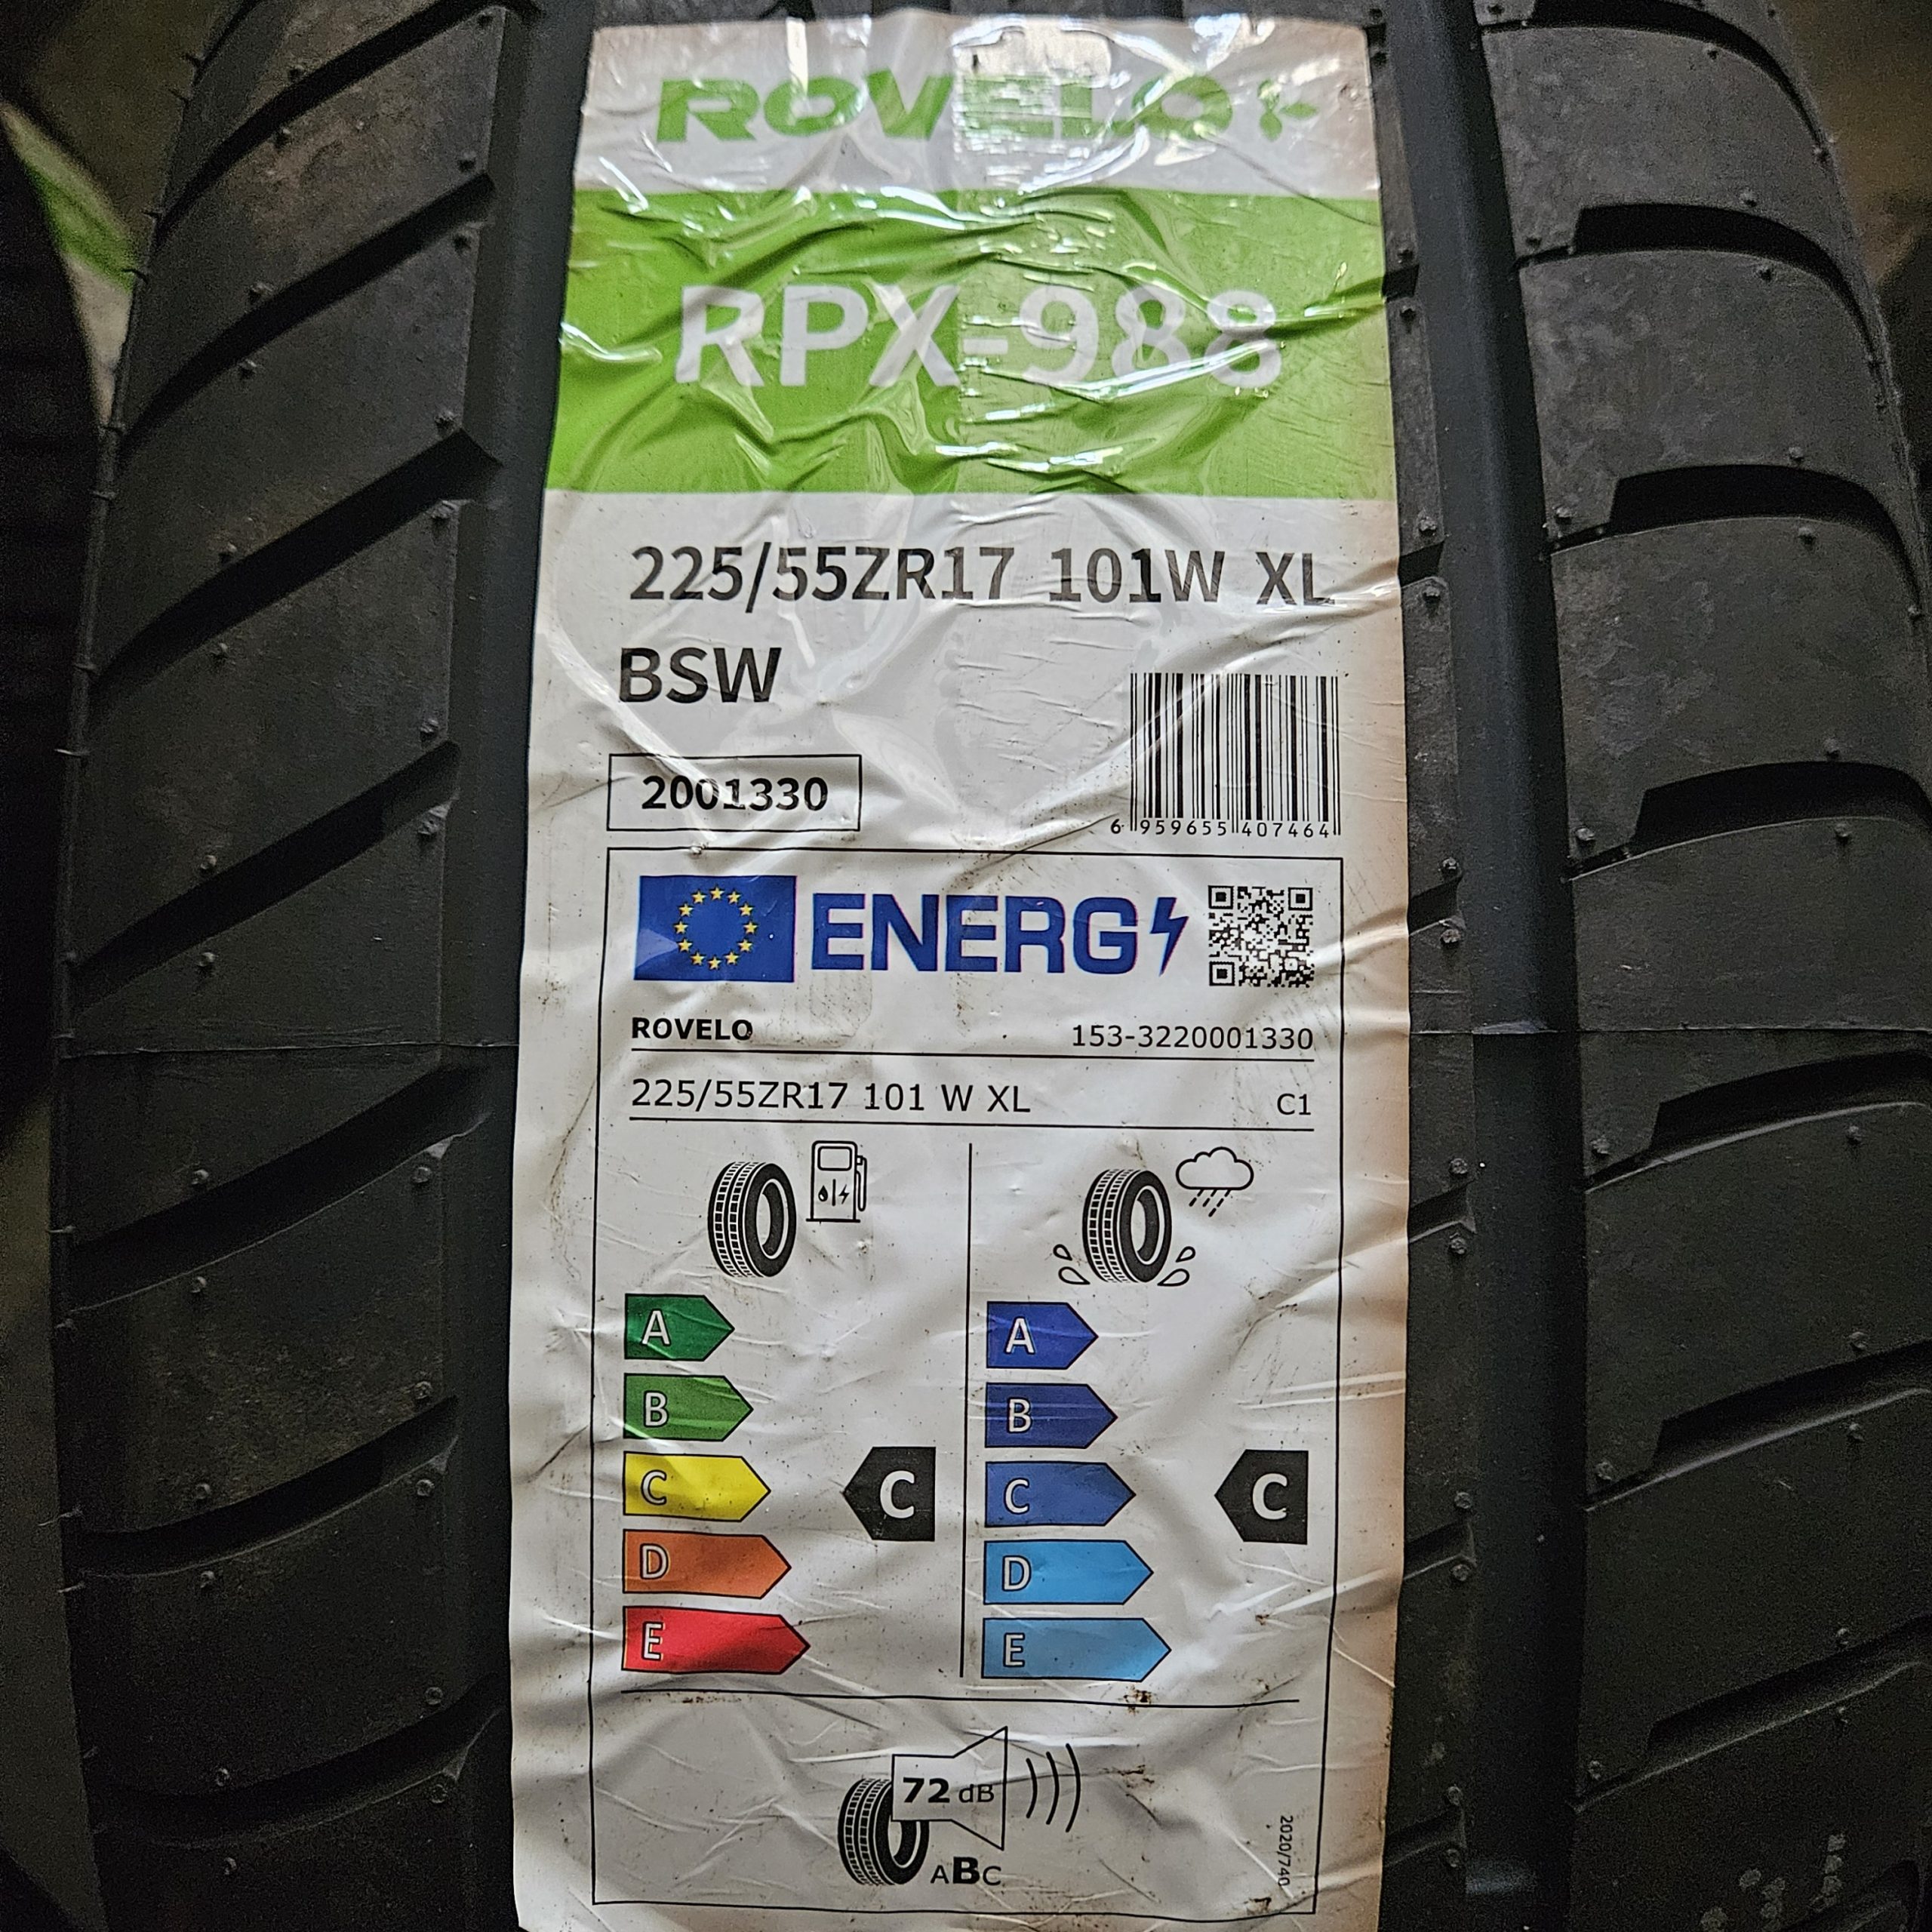 ROVELO
RPX-988
225/55ZR17 101W XL
BSW
2001330
6 959655 407464
ENERG
ROVELO 153-3220001330
225/55ZR17 101 W XL C1
A A
B B
C C C C
D D
E E
72 dB
ABC
2020/740